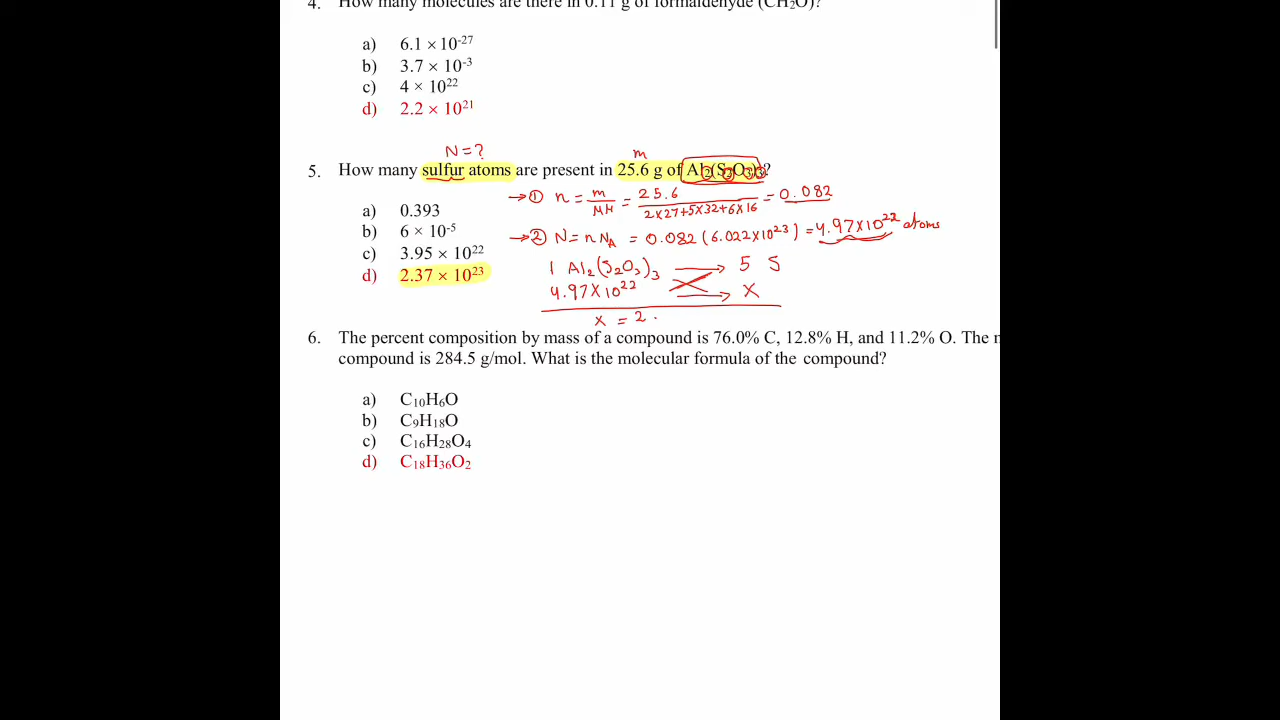 4. How many molecules are there in 0.11 g of formaldehyde (CH₂O)?
a) 6.1 × 10⁻²⁷
b) 3.7 × 10⁻³
c) 4 × 10²²
d) 2.2 × 10²¹
N=? m
5. How many sulfur atoms are present in 25.6 g of Al₂(S₂O₃)₃?
→① n = m/MM = 25.6/2×27+5×32+6×16 = 0.082
a) 0.393
b) 6 × 10⁻⁵
→② N = n N_A = 0.082 (6.022×10²³) = 4.97×10²² atoms
c) 3.95 × 10²²
1 Al₂(S₂O₃)₃ → 5 S
d) 2.37 × 10²³
4.97×10²² → X
x = 2.
6. The percent composition by mass of a compound is 76.0% C, 12.8% H, and 11.2% O. The
compound is 284.5 g/mol. What is the molecular formula of the compound?
a) C₁₀H₆O
b) C₉H₁₈O
c) C₁₆H₂₈O₄
d) C₁₈H₃₆O₂